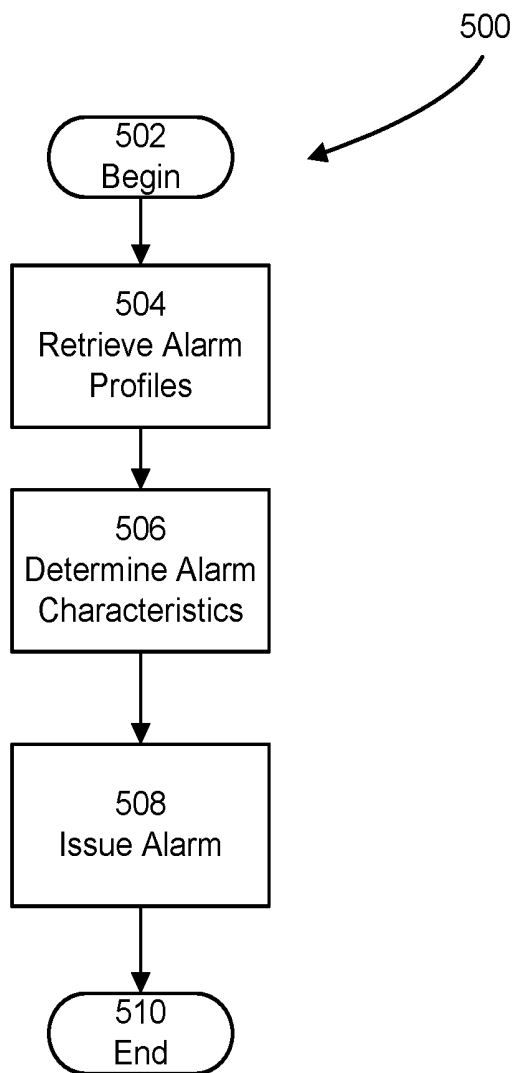 500
502
Begin
504
Retrieve Alarm
Profiles
506
Determine Alarm
Characteristics
508
Issue Alarm
510
End